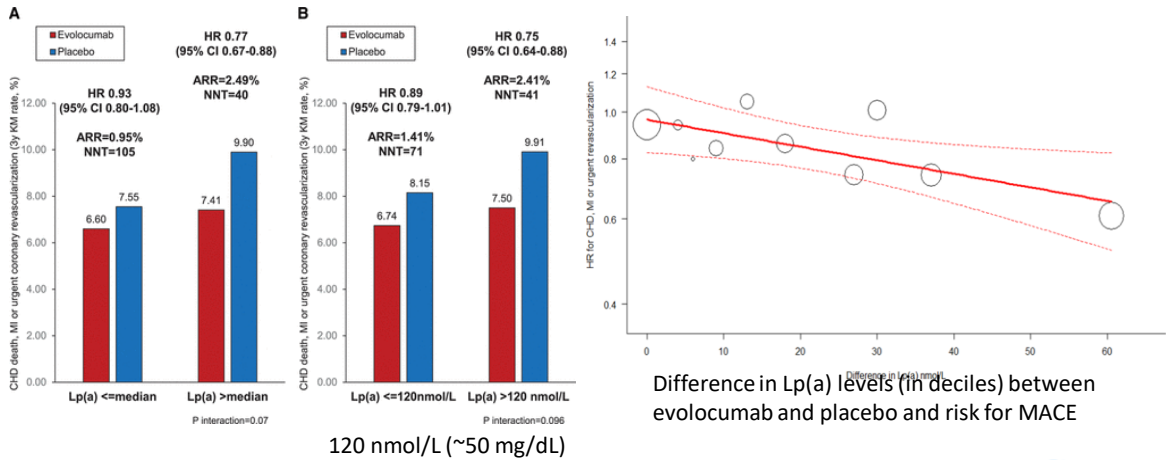 A
Evolocumab
Placebo
HR 0.77
(95% CI 0.67-0.88)
ARR=2.49%
NNT=40
HR 0.93
(95% CI 0.80-1.08)
ARR=0.95%
NNT=105
CHD death, MI or urgent coronary revascularization (3y KM rate, %)
12.00
10.00
8.00
6.00
4.00
2.00
0.00
6.60
7.55
7.41
9.90
Lp(a) <=median
Lp(a) >median
P interaction=0.07
B
Evolocumab
Placebo
HR 0.75
(95% CI 0.64-0.88)
ARR=2.41%
NNT=41
HR 0.89
(95% CI 0.79-1.01)
ARR=1.41%
NNT=71
CHD death, MI or urgent coronary revascularization (3y KM rate, %)
12.00
10.00
8.00
6.00
4.00
2.00
0.00
6.74
8.15
7.50
9.91
Lp(a) <=120nmol/L
Lp(a) >120 nmol/L
P interaction=0.096
120 nmol/L (~50 mg/dL)
HR for CHD, MI or urgent revascularization
1.4
1.2
1.0
0.8
0.6
0.4
0
10
20
30
40
50
60
Difference in Lp(a) nmol/L
Difference in Lp(a) levels (in deciles) between
evolocumab and placebo and risk for MACE